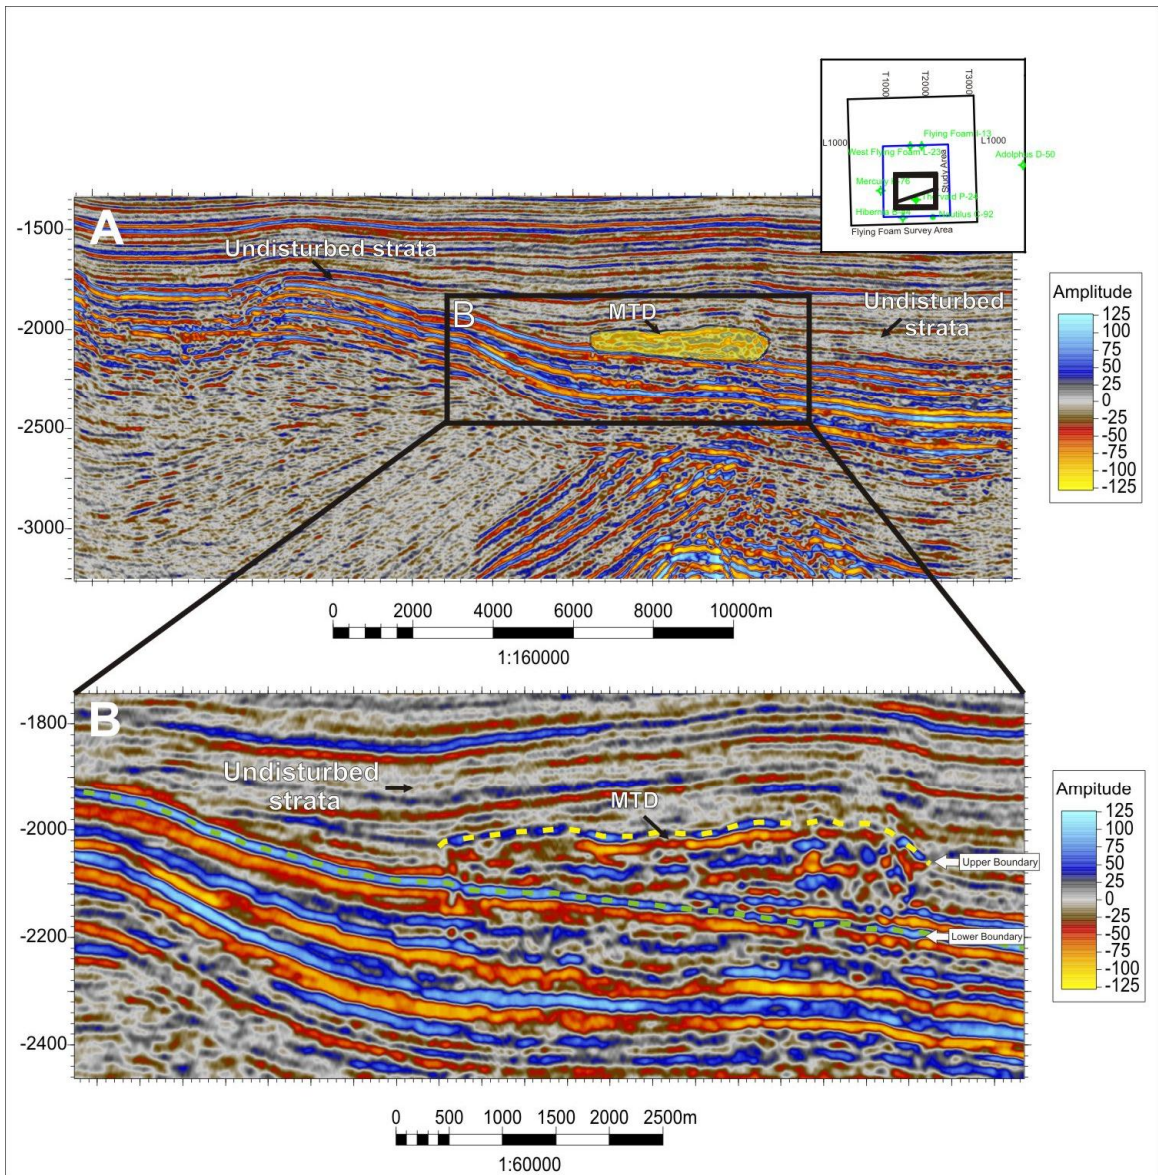 T1000
T2000
T3000
Flying Foam I-13
L1000
L1000
West Flying Foam L-23
Adolphus D-50
Study Area
Mercury
-76
P-24
Hibernia
Nautilus C-92
Flying Foam Survey Area
A
-1500
Undisturbed strata
-2000
B
MTD
Undisturbed
strata
-2500
-3000
Amplitude
125
100
75
50
25
0
-25
-50
-75
-100
-125
0 2000 4000 6000 8000 10000m
1:160000
B
-1800
Undisturbed
strata
MTD
-2000
Upper Boundary
-2200
Lower Boundary
-2400
Ampitude
125
100
75
50
25
0
-25
-50
-75
-100
-125
0 500 1000 1500 2000 2500m
1:60000